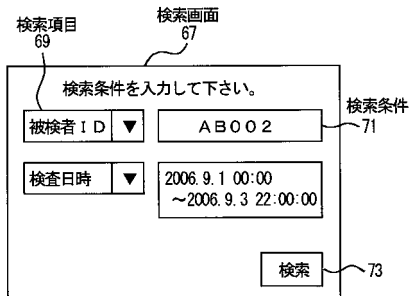 検索画面
67
検索項目
69
検索条件を入力して下さい。
被検者ID ▼
AB002
検索条件
71
検査日時 ▼
2006.9.1 00:00
～2006.9.3 22:00:00
検索
73